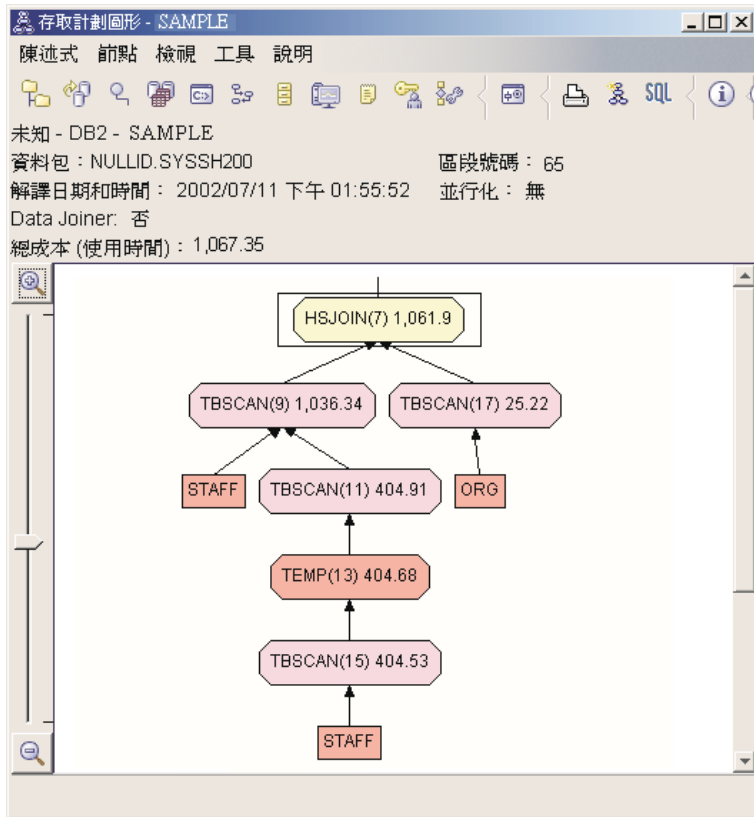 存取計劃圖形 - SAMPLE
陳述式 節點 檢視 工具 說明
SQL
未知 - DB2 - SAMPLE
資料包：NULLID.SYSSH200 區段號碼： 65
解譯日期和時間： 2002/07/11 下午 01:55:52 並行化： 無
Data Joiner: 否
總成本 (使用時間)：1,067.35
HSJOIN(7) 1,061.9
TBSCAN(9) 1,036.34 TBSCAN(17) 25.22
STAFF TBSCAN(11) 404.91 ORG
TEMP(13) 404.68
TBSCAN(15) 404.53
STAFF